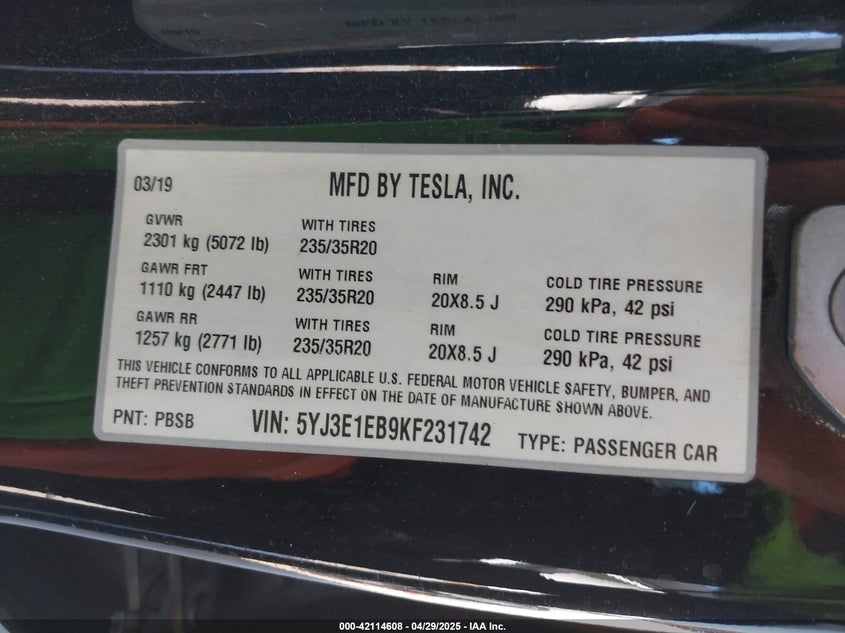 03/19 MFD BY TESLA, INC.
GVWR WITH TIRES
2301 kg (5072 lb) 235/35R20
GAWR FRT WITH TIRES RIM COLD TIRE PRESSURE
1110 kg (2447 lb) 235/35R20 20X8.5 J 290 kPa, 42 psi
GAWR RR WITH TIRES RIM COLD TIRE PRESSURE
1257 kg (2771 lb) 235/35R20 20X8.5 J 290 kPa, 42 psi
THIS VEHICLE CONFORMS TO ALL APPLICABLE U.S. FEDERAL MOTOR VEHICLE SAFETY, BUMPER, AND
THEFT PREVENTION STANDARDS IN EFFECT ON THE DATE OF MANUFACTURE SHOWN ABOVE.
PNT: PBSB VIN: 5YJ3E1EB9KF231742 TYPE: PASSENGER CAR
000-42114608 - 04/29/2025 - IAA Inc.